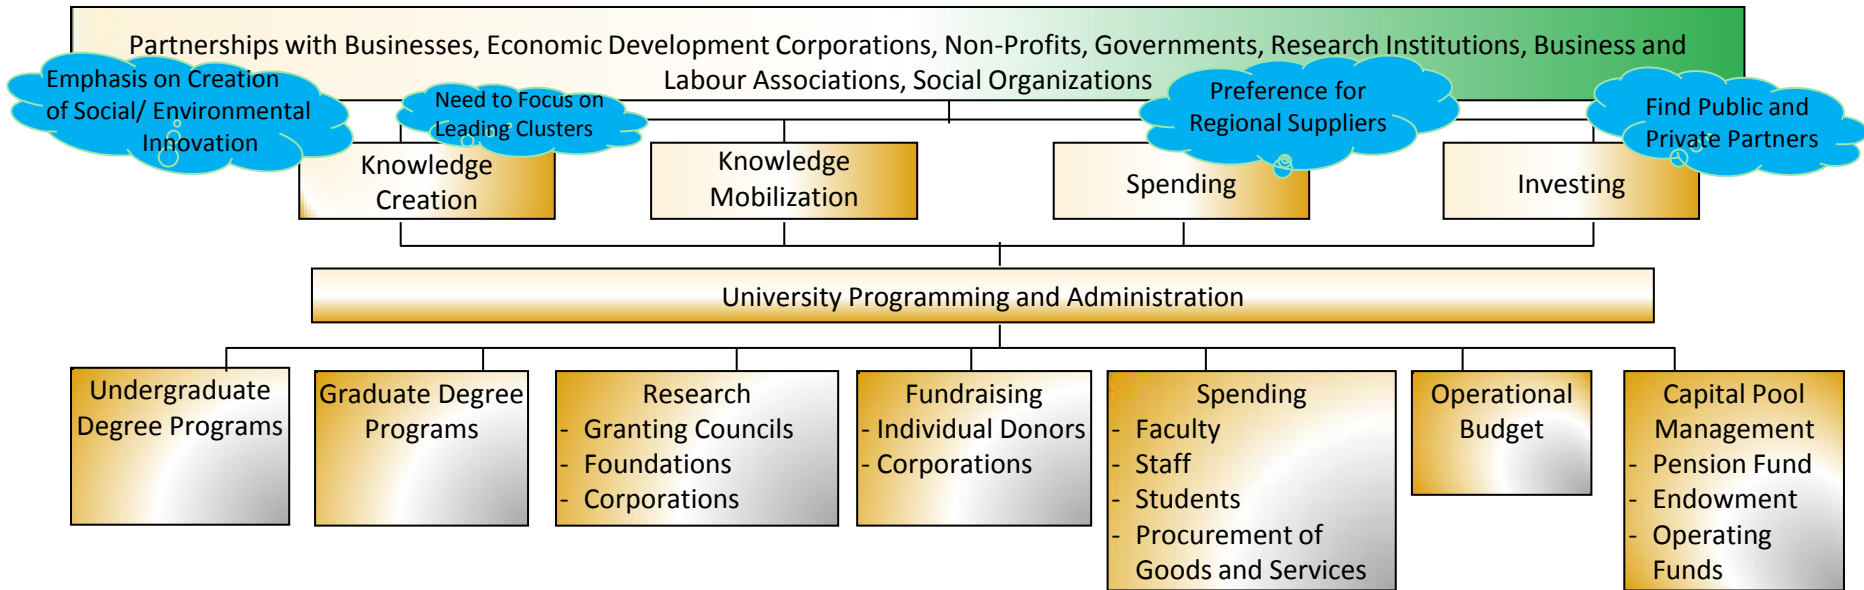 Partnerships with Businesses, Economic Development Corporations, Non-Profits, Governments, Research Institutions, Business and
Labour Associations, Social Organizations
Emphasis on Creation
of Social/ Environmental
Innovation
Need to Focus on
Leading Clusters
Preference for
Regional Suppliers
Find Public and
Private Partners
Knowledge
Creation
Knowledge
Mobilization
Spending
Investing
University Programming and Administration
Undergraduate
Degree Programs
Graduate Degree
Programs
Research
- Granting Councils
- Foundations
- Corporations
Fundraising
- Individual Donors
- Corporations
Spending
- Faculty
- Staff
- Students
- Procurement of
Goods and Services
Operational
Budget
Capital Pool
Management
- Pension Fund
- Endowment
- Operating
Funds